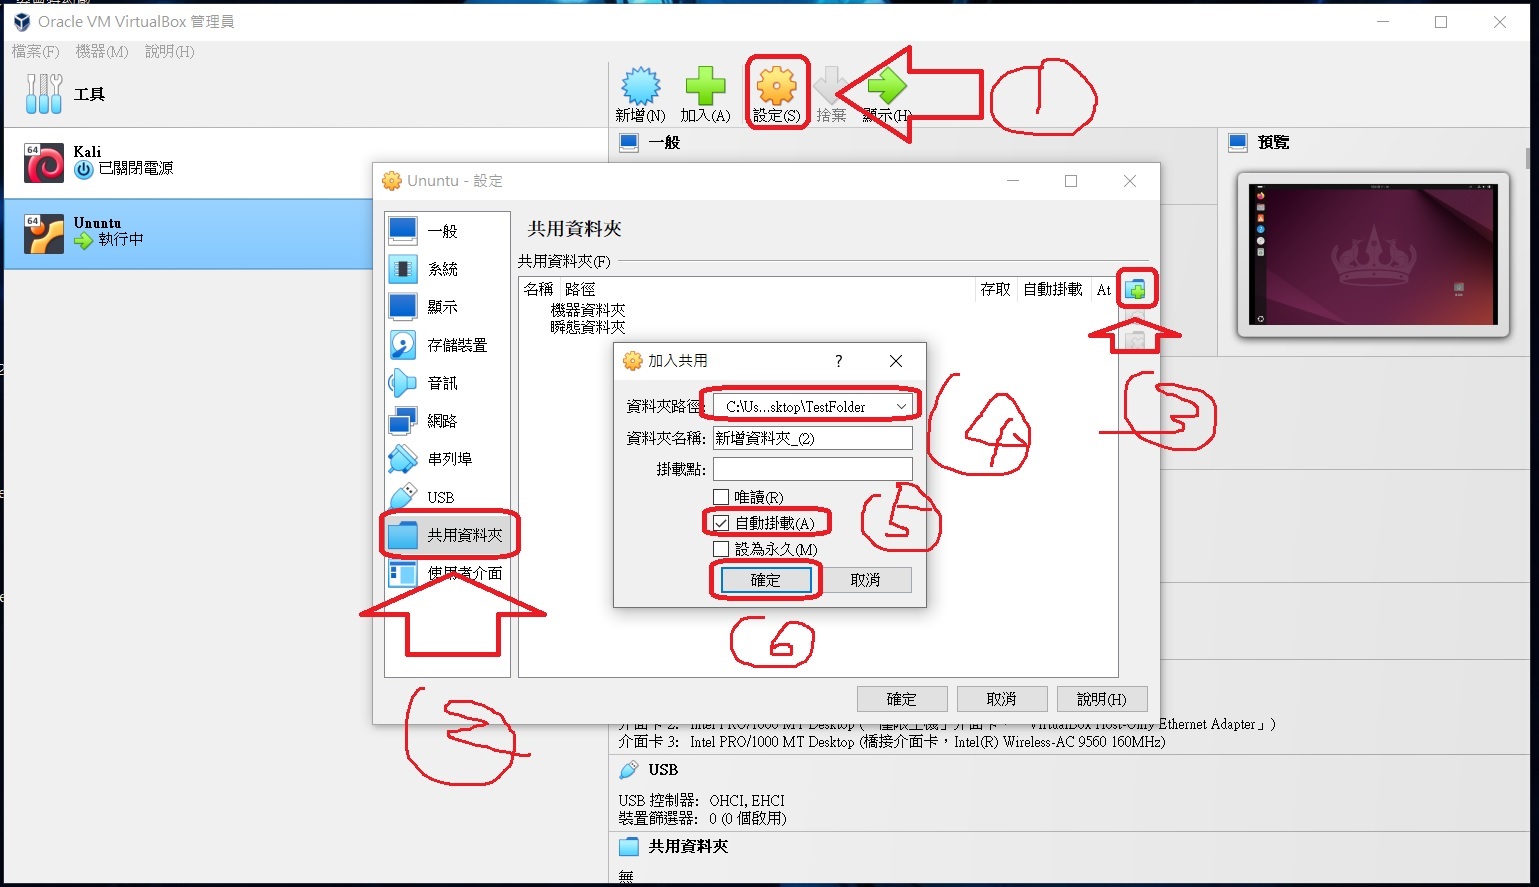 Oracle VM VirtualBox 管理員
檔案(F) 機器(M) 說明(H)
工具
新增(N) 加入(A) 設定(S) 捨棄 顯示(H)
1
64 Kali
已關閉電源
64 Ununtu
執行中
一般
預覽
Ununtu - 設定
一般
系統
顯示
存儲裝置
音訊
網路
串列埠
USB
共用資料夾
使用者介面
2
共用資料夾
共用資料夾(F)
名稱 路徑 存取 自動掛載 At
機器資料夾
瞬態資料夾
3
加入共用 ?
資料夾路徑: C:\Us...sktop\TestFolder
4
資料夾名稱: 新增資料夾_(2)
掛載點:
唯讀(R)
自動掛載(A)
5
設為永久(M)
確定 取消
6
確定 取消 說明(H)
介面卡 2: Intel PRO/1000 MT Desktop (「僅限主機」介面卡，「VirtualBox Host-Only Ethernet Adapter」)
介面卡 3: Intel PRO/1000 MT Desktop (橋接介面卡，Intel(R) Wireless-AC 9560 160MHz)
USB
USB 控制器: OHCI, EHCI
裝置篩選器: 0 (0 個啟用)
共用資料夾
無